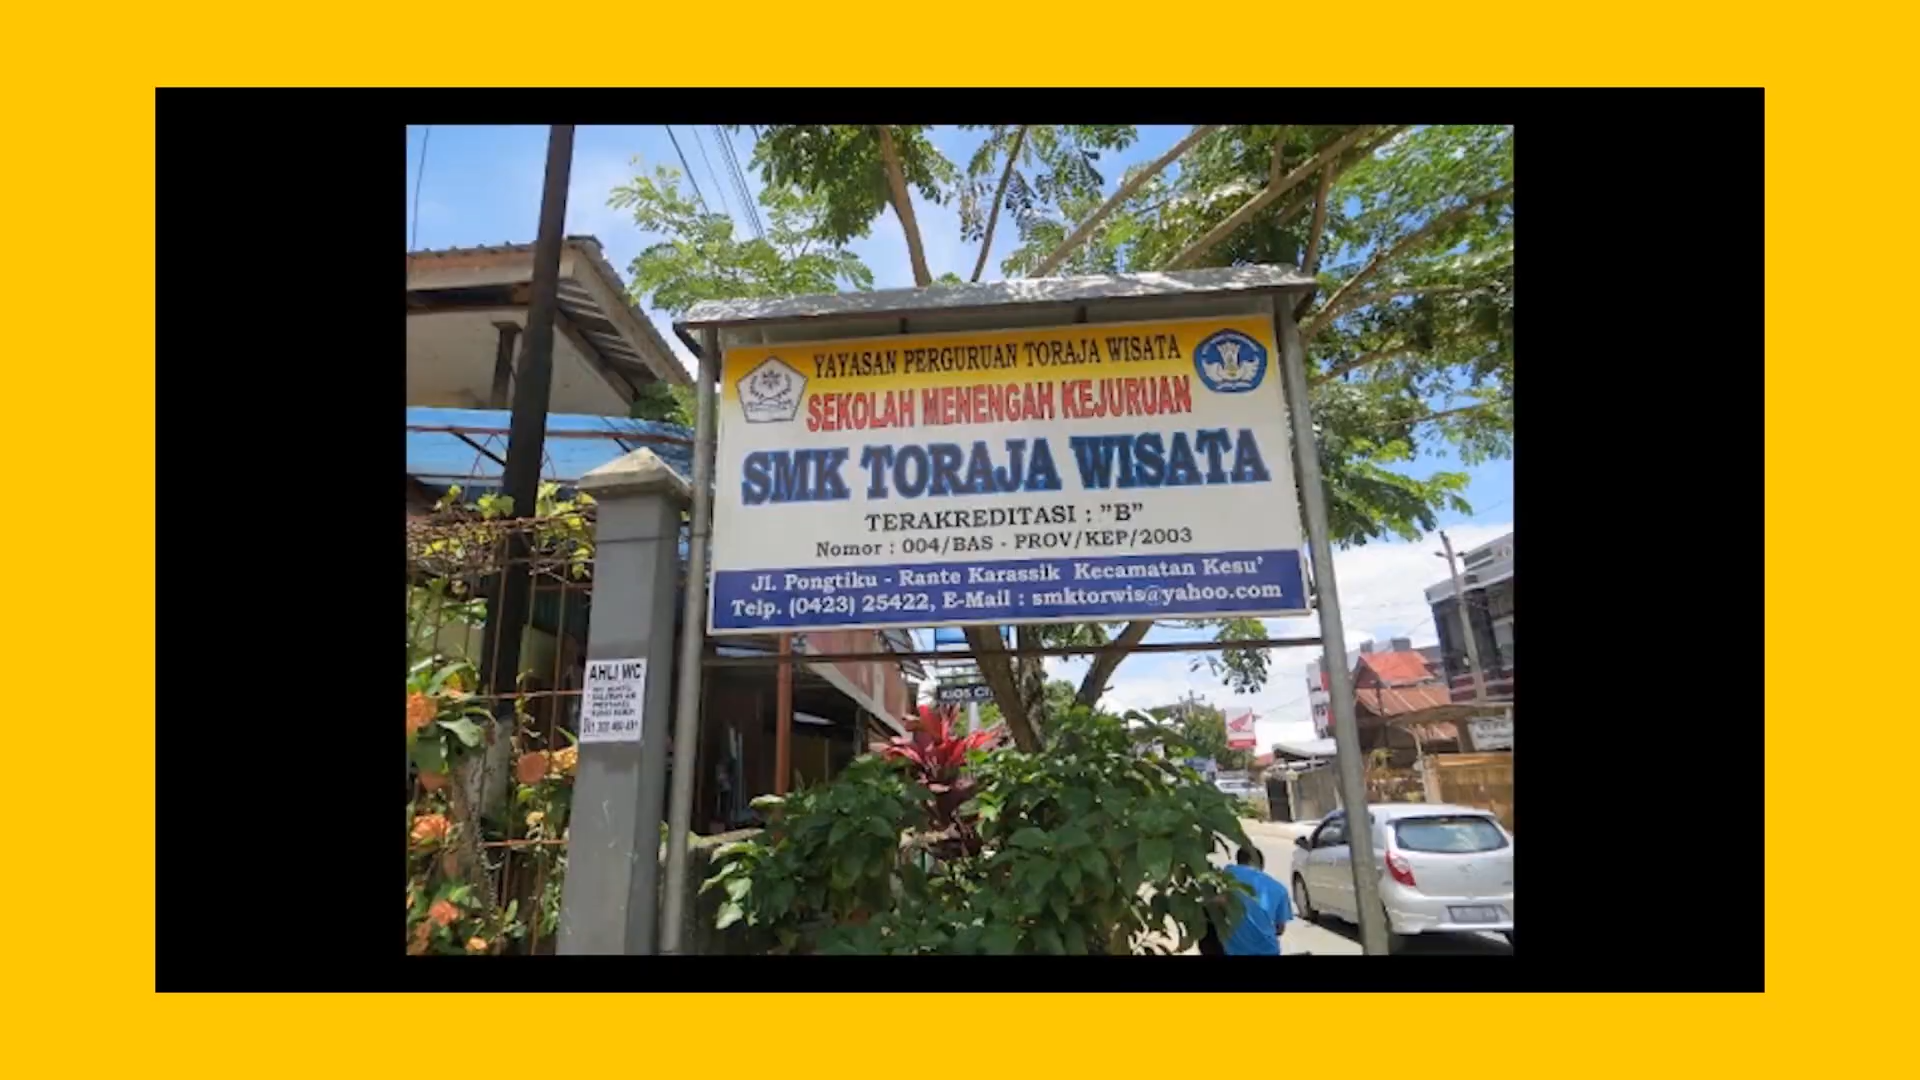 YAYASAN PERGURUAN TORAJA WISATA
SEKOLAH MENENGAH KEJURUAN
SMK TORAJA WISATA
TERAKREDITASI : "B"
Nomor : 004/BAS - PROV/KEP/2003
Jl. Pongtiku - Rante Karassik Kecamatan Kesu'
Telp. (0423) 25422, E-Mail : smktorwis@yahoo.com
AHLI WC
KIOS